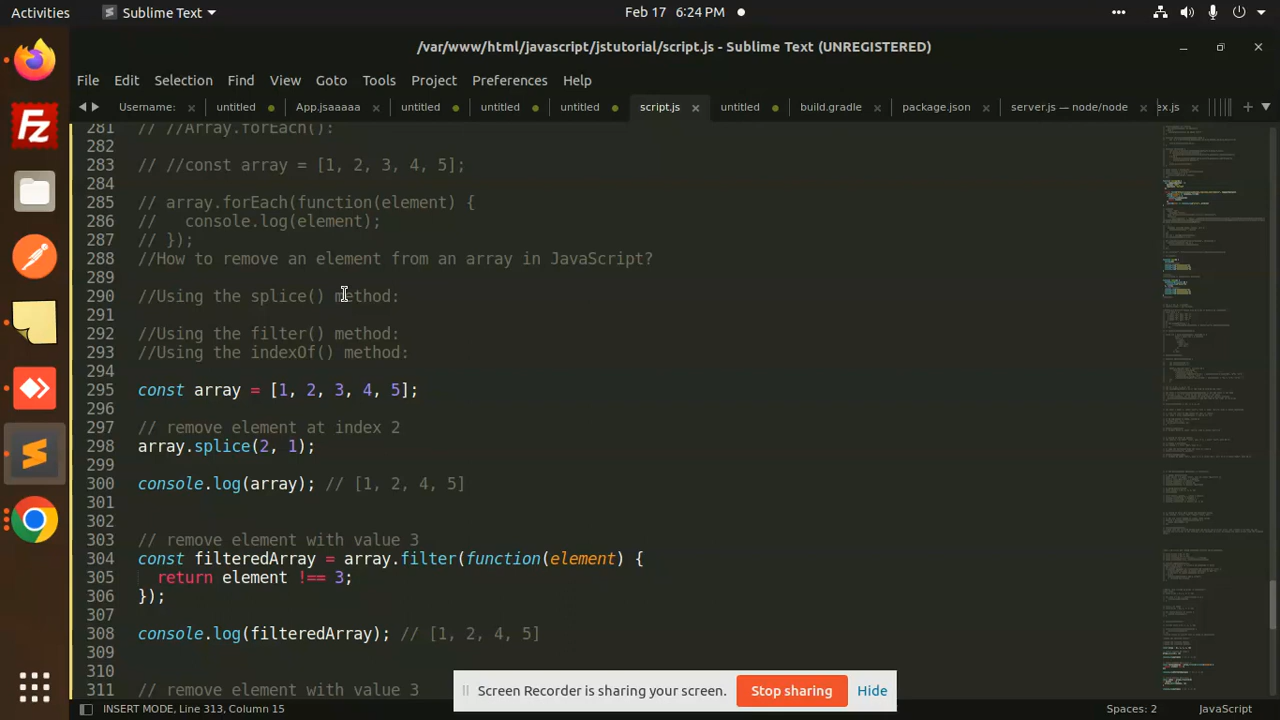 Activities Sublime Text Feb 17 6:24 PM
/var/www/html/javascript/jstutorial/script.js - Sublime Text (UNREGISTERED)
File Edit Selection Find View Goto Tools Project Preferences Help
Username: untitled App.jsaaaaa untitled untitled untitled script.js untitled build.gradle package.json server.js — node/node ex.js
281 // //Array.forEach():
282
283 // //const array = [1, 2, 3, 4, 5];
284
285 // array.forEach(function(element) {
286 //   console.log(element);
287 // });
288 //How to remove an element from an array in JavaScript?
289
290 //Using the splice() method:
291
292 //Using the filter() method:
293 //Using the indexOf() method:
294
295 const array = [1, 2, 3, 4, 5];
296
297 // remove element at index 2
298 array.splice(2, 1);
299
300 console.log(array); // [1, 2, 4, 5]
301
302
303 // remove element with value 3
304 const filteredArray = array.filter(function(element) {
305   return element !== 3;
306 });
307
308 console.log(filteredArray); // [1, 2, 4, 5]
309
310
311 // remove element with value 3
Screen Recorder is sharing your screen. Stop sharing Hide
INSERT MODE, Line 313, Column 15 Spaces: 2 JavaScript